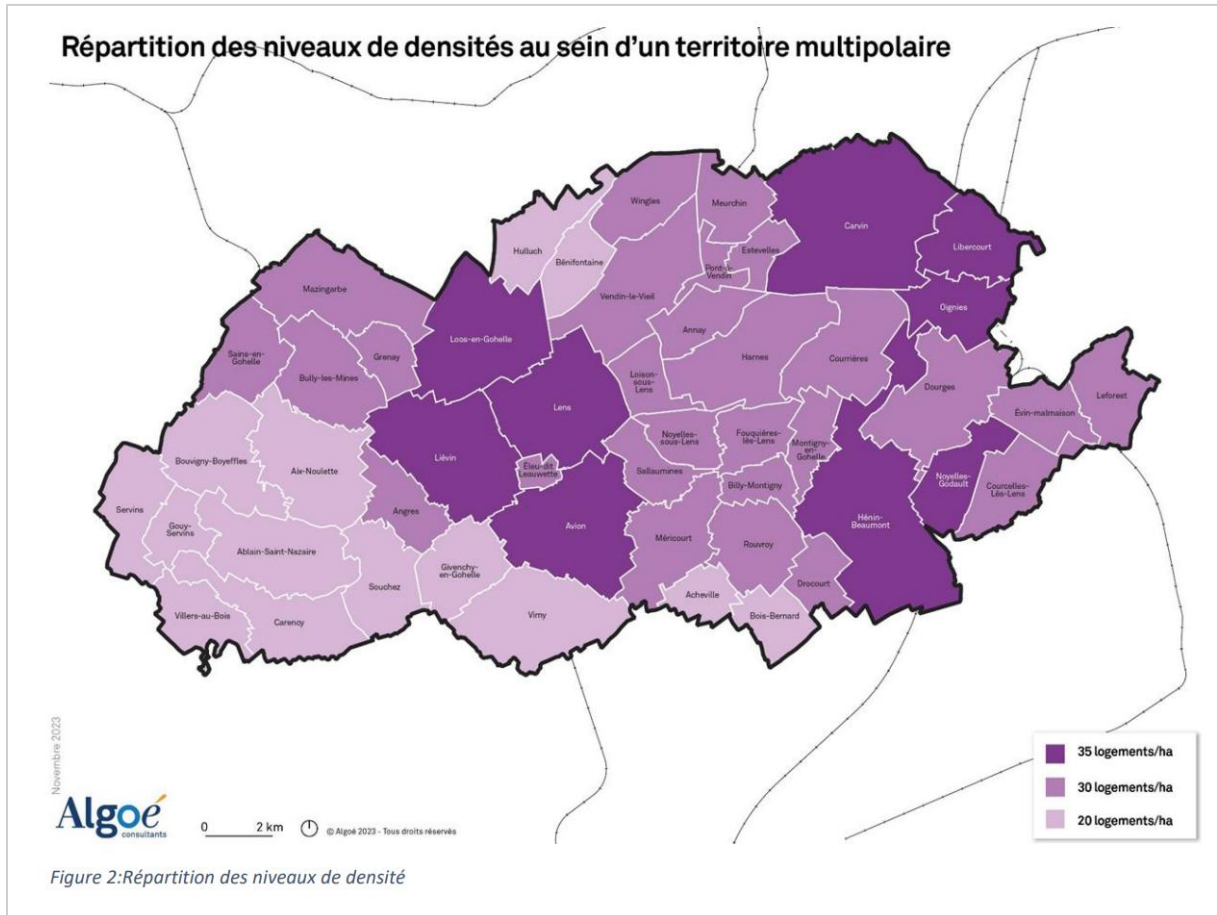 Répartition des niveaux de densités au sein d'un territoire multipolaire
Wingles
Meurchin
Carvin
Libercourt
Hulluch
Bénifontaine
Estevelles
Pont-à-
Vendin
Vendin-le-Vieil
Oignies
Mazingarbe
Loos-en-Gohelle
Annay
Sains-en-
Gohelle
Grenay
Bully-les-Mines
Harnes
Courrières
Loison-
sous-
Lens
Dourges
Leforest
Évin-malmaison
Lens
Noyelles-
sous-Lens
Fouquières-
lès-Lens
Montigny-
en-
Gohelle
Liévin
Bouvigny-Boyeffles
Aix-Noulette
Éleu-dit
Leauwette
Sallaumines
Billy-Montigny
Noyelles-
Godault
Courcelles-
Lès-Lens
Servins
Gouy-
Servins
Angres
Avion
Hénin-
Beaumont
Ablain-Saint-Nazaire
Méricourt
Rouvroy
Givenchy-
en-Gohelle
Souchez
Drocourt
Acheville
Villers-au-Bois
Carency
Vimy
Bois-Bernard
Novembre 2023
35 logements/ha
30 logements/ha
20 logements/ha
Algoé
consultants
0 2 km
© Algoé 2023 - Tous droits réservés
Figure 2:Répartition des niveaux de densité